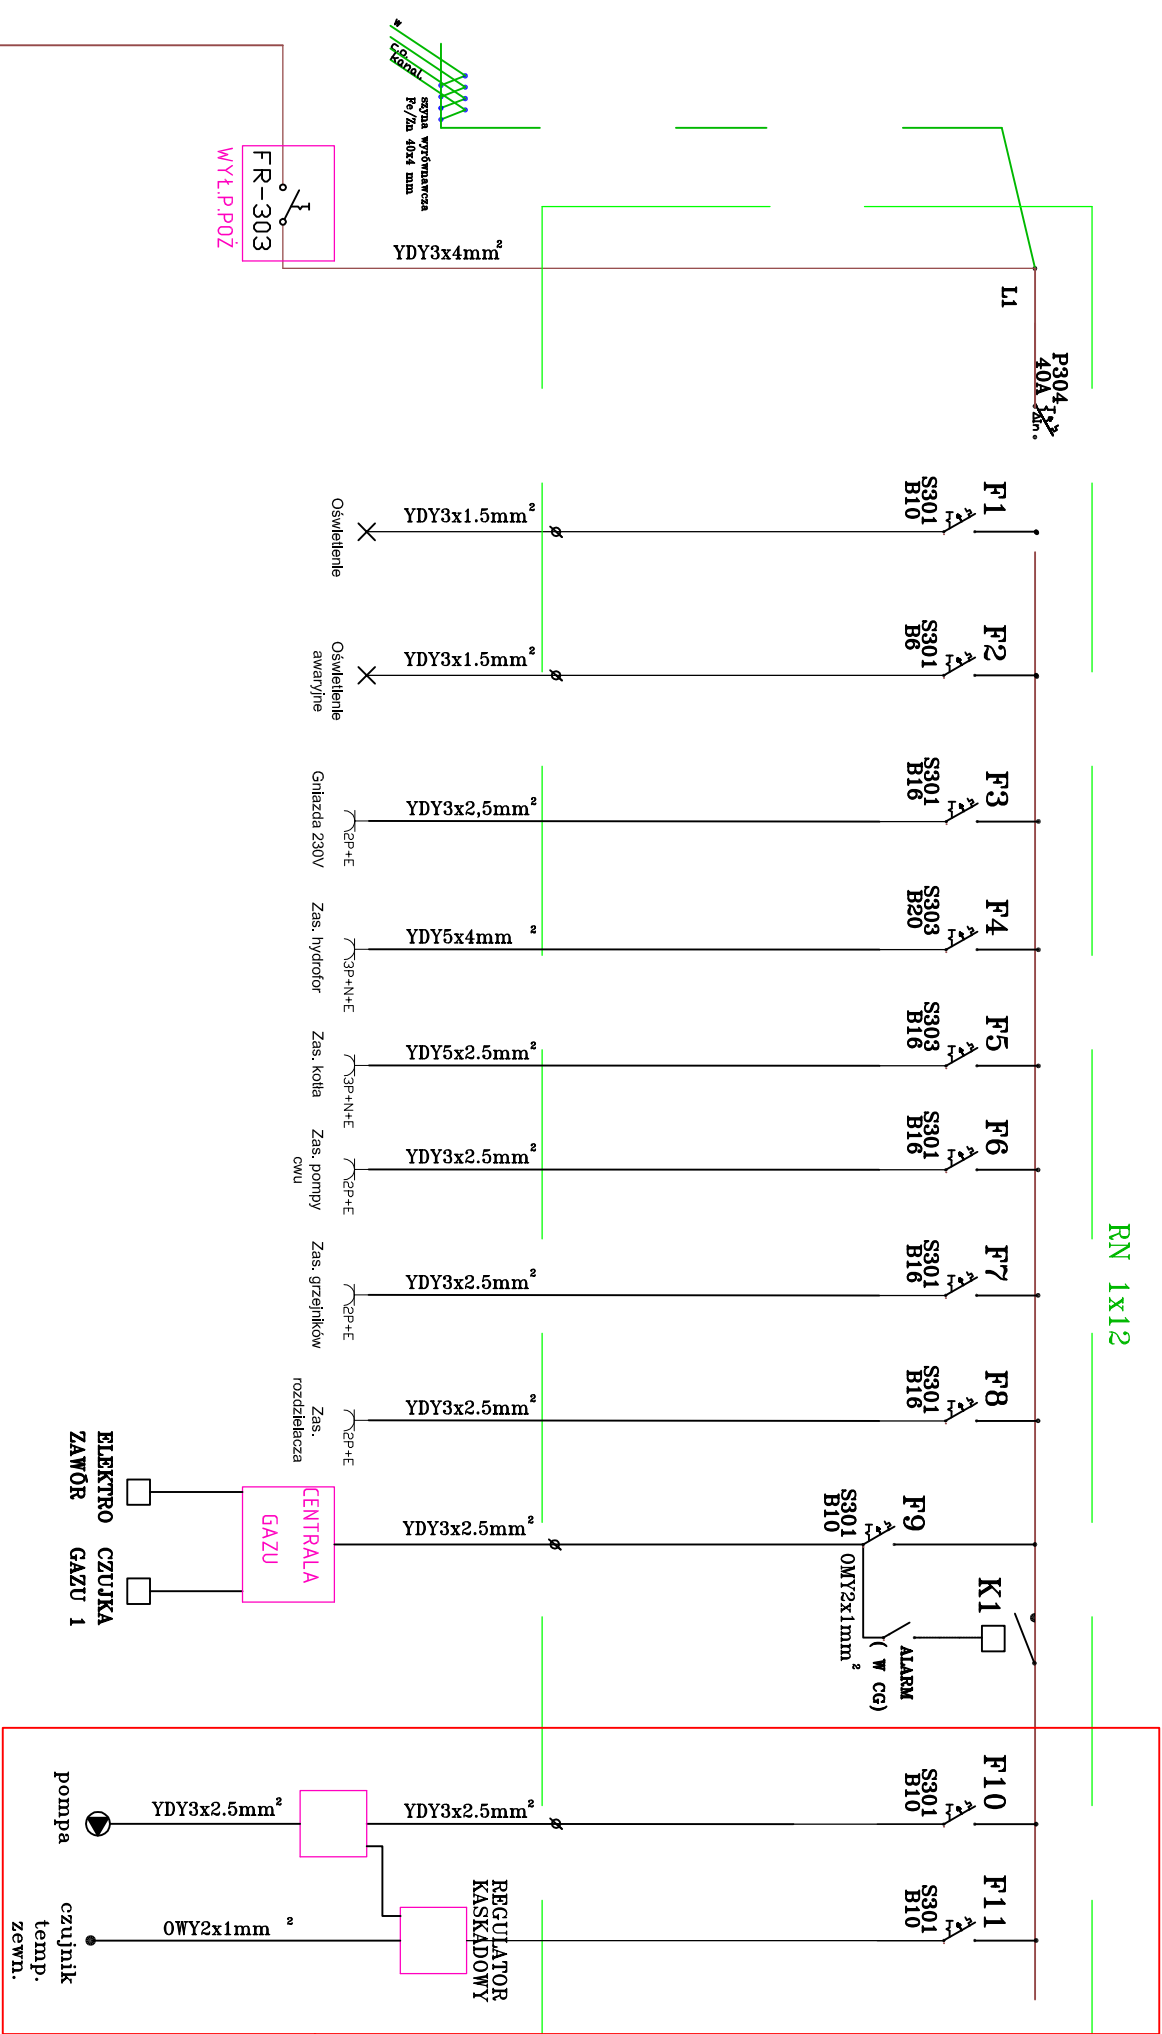 w
c.o.
kanal.
szyna wyrównawcza
Fe/Zn 40x4 mm
FR-303
WYŁ.P.POŻ
YDY3x4mm²
L1
P304
40A
RN 1x12
F1
S301
B10
YDY3x1.5mm²
Oświetlenie
F2
S301
B6
YDY3x1.5mm²
Oświetlenie
awaryjne
F3
S301
B16
YDY3x2,5mm²
2P+E
Gniazda 230V
F4
S303
B20
YDY5x4mm ²
3P+N+E
Zas. hydrofor
F5
S303
B16
YDY5x2.5mm²
3P+N+E
Zas. kotła
F6
S301
B16
YDY3x2.5mm²
2P+E
Zas. pompy
cwu
F7
S301
B16
YDY3x2.5mm²
2P+E
Zas. grzejników
F8
S301
B16
YDY3x2.5mm²
2P+E
Zas.
rozdzielacza
F9
S301
B10
YDY3x2.5mm²
CENTRALA
GAZU
ELEKTRO
ZAWÓR
CZUJKA
GAZU 1
K1
ALARM
( W CG)
OMY2x1mm²
F10
S301
B10
YDY3x2.5mm²
YDY3x2.5mm²
pompa
F11
S301
B10
REGULATOR
KASKADOWY
OWY2x1mm ²
czujnik
temp.
zewn.